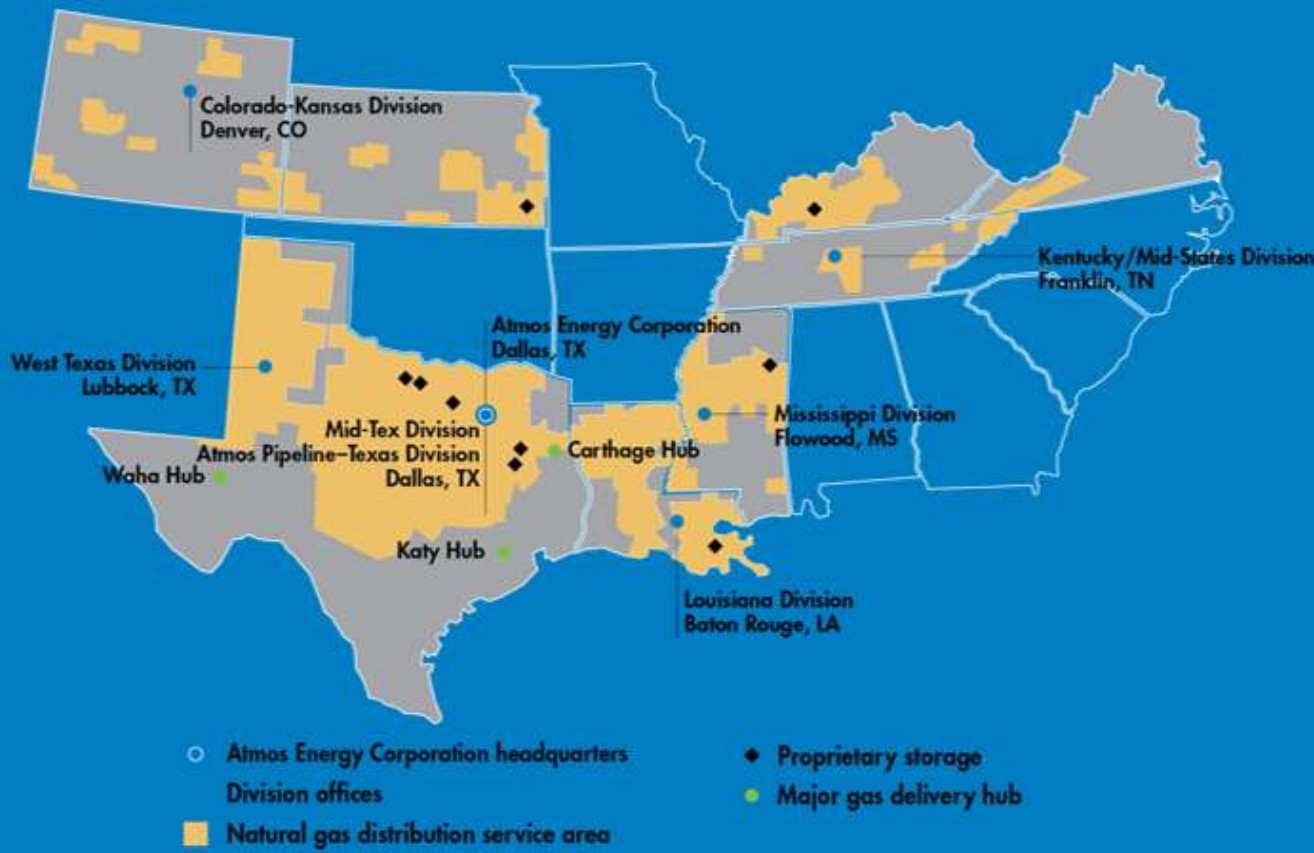 Colorado-Kansas Division
Denver, CO
Kentucky/Mid-States Division
Franklin, TN
Atmos Energy Corporation
Dallas, TX
West Texas Division
Lubbock, TX
Mississippi Division
Flowood, MS
Mid-Tex Division
Atmos Pipeline–Texas Division
Dallas, TX
Carthage Hub
Waha Hub
Katy Hub
Louisiana Division
Baton Rouge, LA
Atmos Energy Corporation headquarters
Division offices
Natural gas distribution service area
Proprietary storage
Major gas delivery hub